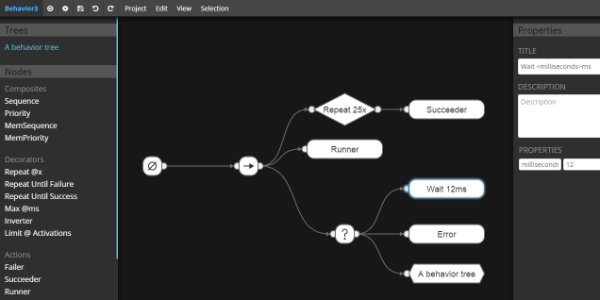 Behavior3
Project Edit View Selection
Trees
A behavior tree
Nodes
Composites
Sequence
Priority
MemSequence
MemPriority
Decorators
Repeat @x
Repeat Until Failure
Repeat Until Success
Max @ms
Inverter
Limit @ Activations
Actions
Failer
Succeeder
Runner
Repeat 25x
Succeeder
Runner
Wait 12ms
?
Error
A behavior tree
Properties
TITLE
Wait <milliseconds>ms
DESCRIPTION
Description
PROPERTIES
milliseconds 12